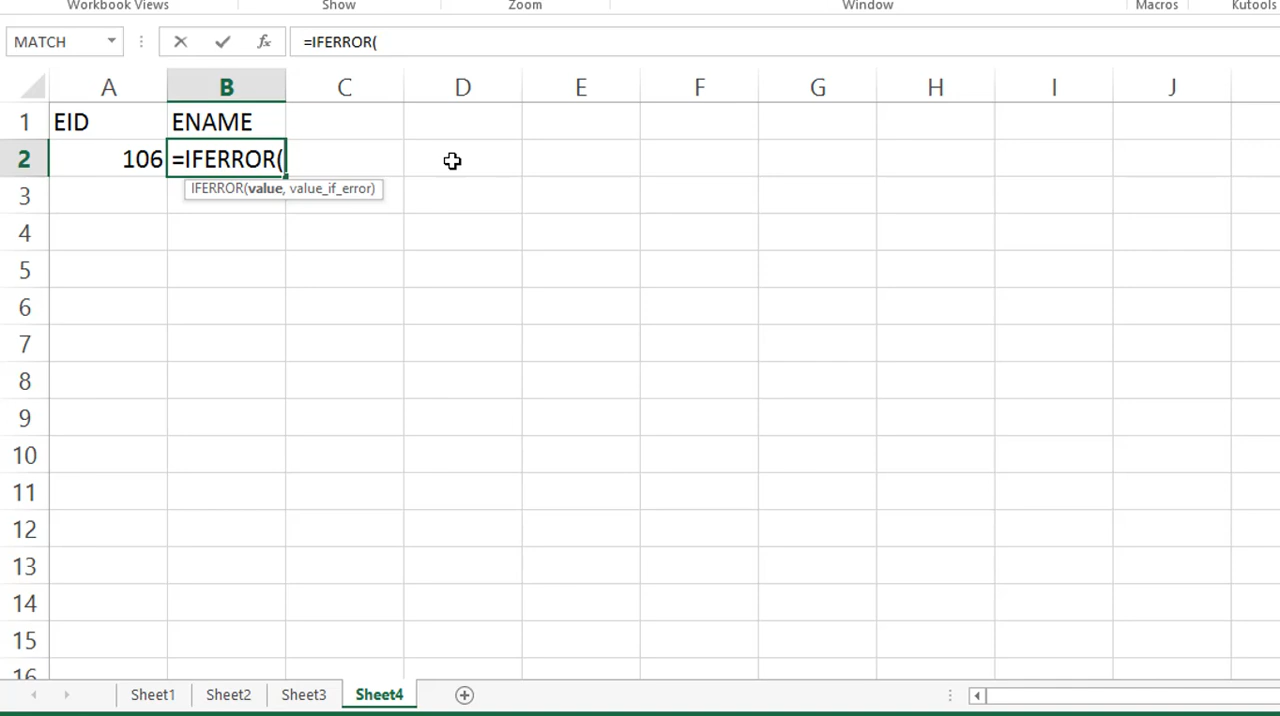 Workbook Views Show Zoom Window Macros Kutools
MATCH fx =IFERROR(
A B C D E F G H I J
1 EID ENAME
2 106 =IFERROR(
IFERROR(value, value_if_error)
3
4
5
6
7
8
9
10
11
12
13
14
15
16
Sheet1 Sheet2 Sheet3 Sheet4